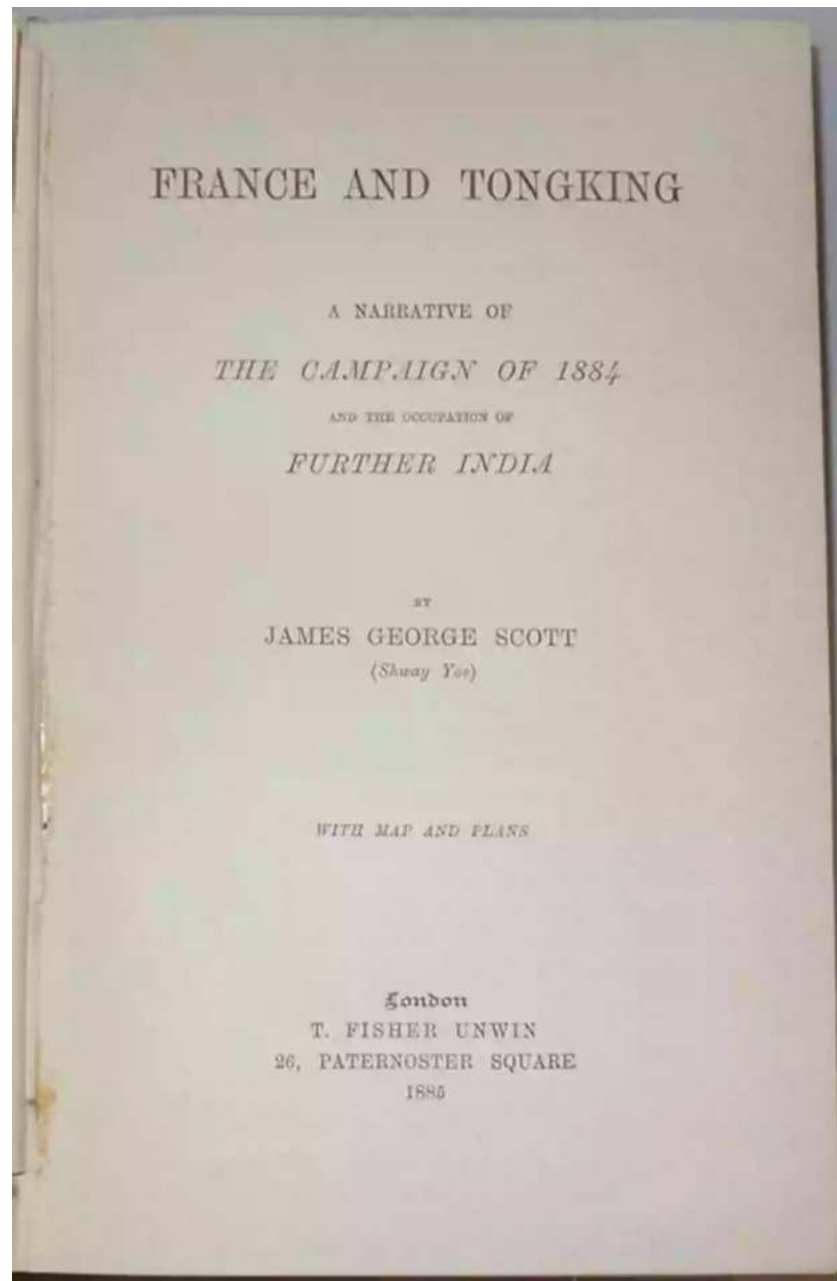 FRANCE AND TONGKING
A NARRATIVE OF
THE CAMPAIGN OF 1884
AND THE OCCUPATION OF
FURTHER INDIA
BY
JAMES GEORGE SCOTT
(Shway Yoe)
WITH MAP AND PLANS
London
T. FISHER UNWIN
26, PATERNOSTER SQUARE
1885